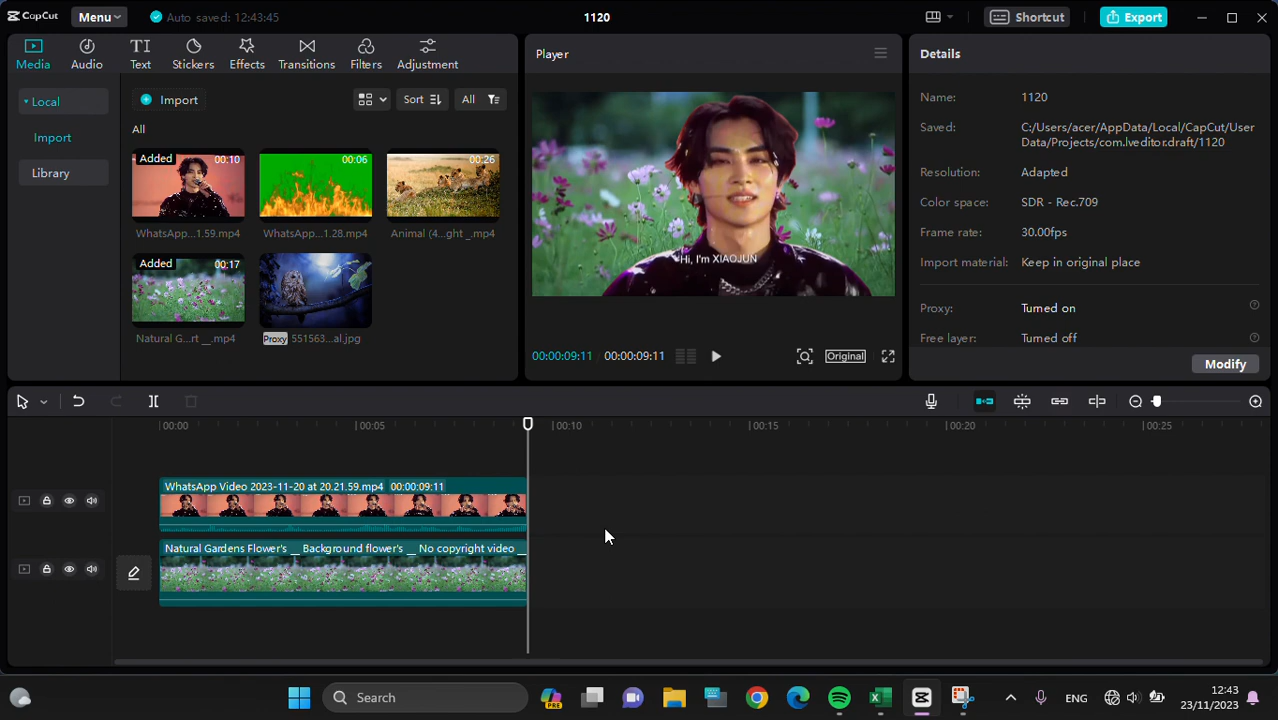 CapCut
Menu
Auto saved: 12:43:45
1120
Shortcut
Export
Media
Audio
Text
Stickers
Effects
Transitions
Filters
Adjustment
Local
Import
Library
Import
Sort
All
All
Added 00:10
WhatsApp...1.59.mp4
00:06
WhatsApp...1.28.mp4
00:26
Animal (4...ght _.mp4
Added 00:17
Natural G...rt __.mp4
Proxy 551563...al.jpg
Player
Hi, I'm XIAOJUN
00:00:09:11
00:00:09:11
Original
Details
Name: 1120
Saved: C:/Users/acer/AppData/Local/CapCut/User
Data/Projects/com.lveditor.draft/1120
Resolution: Adapted
Color space: SDR - Rec.709
Frame rate: 30.00fps
Import material: Keep in original place
Proxy: Turned on
Free layer: Turned off
Modify
00:00
00:05
00:10
00:15
00:20
00:25
WhatsApp Video 2023-11-20 at 20.21.59.mp4 00:00:09:11
Natural Gardens Flower's __ Background flower's __ No copyright video __
Search
PRE
ENG
12:43
23/11/2023